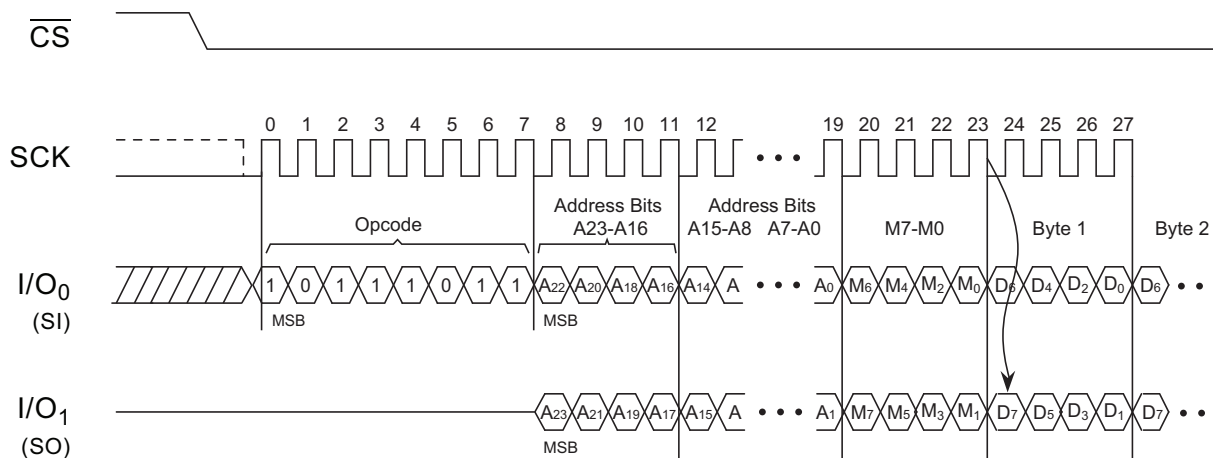 CS
SCK
0 1 2 3 4 5 6 7 8 9 10 11 12 19 20 21 22 23 24 25 26 27
Opcode
Address Bits
A23-A16
Address Bits
A15-A8 A7-A0
M7-M0
Byte 1
Byte 2
I/O0
(SI)
1 0 1 1 1 0 1 1 A22 A20 A18 A16 A14 A A0 M6 M4 M2 M0 D6 D4 D2 D0 D6
MSB
MSB
I/O1
(SO)
A23 A21 A19 A17 A15 A A1 M7 M5 M3 M1 D7 D5 D3 D1 D7
MSB